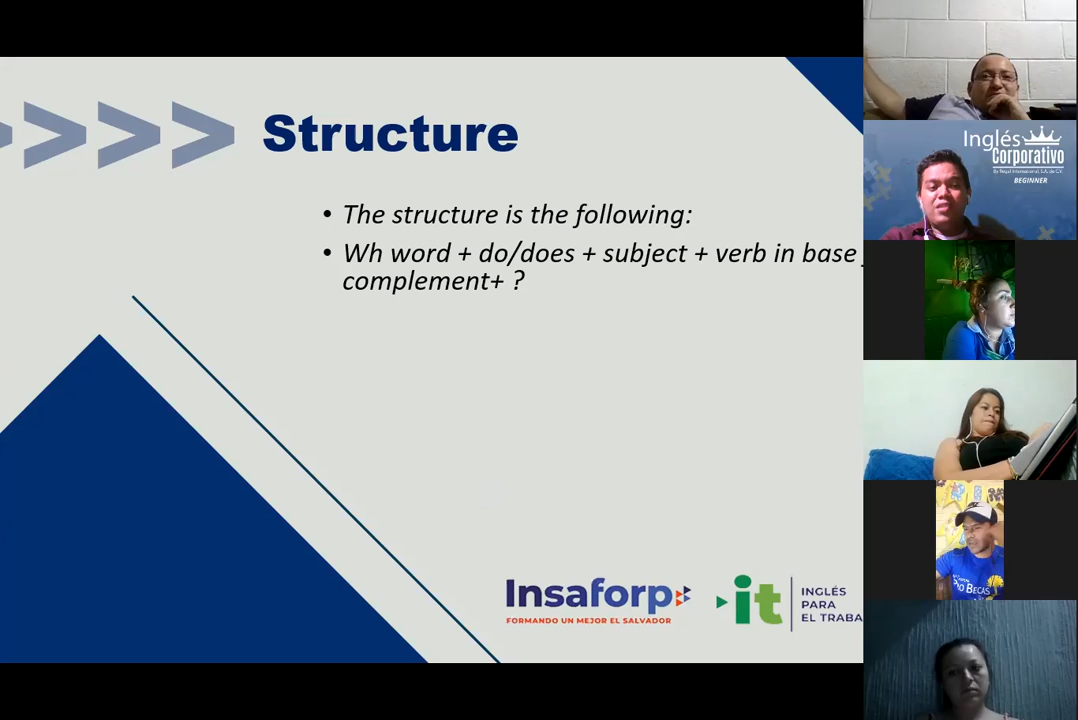 Structure
• The structure is the following:
• Wh word + do/does + subject + verb in base
complement+ ?
Insaforp
FORMANDO UN MEJOR EL SALVADOR
it
INGLÉS
PARA
EL TRABA
Inglés
Corporativo
BEGINNER
BECAS